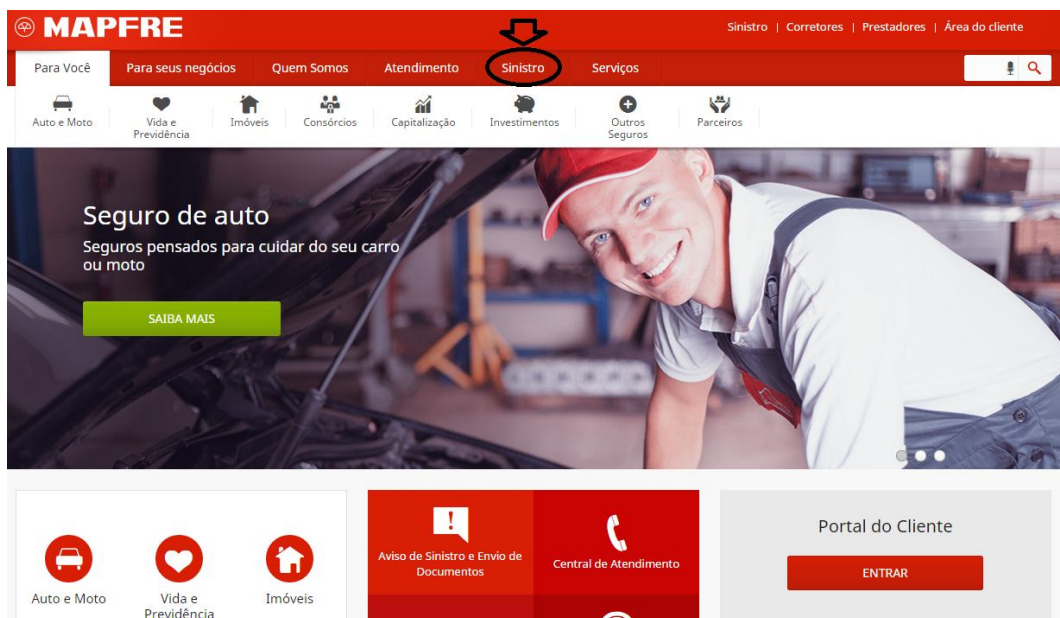 MAPFRE
Sinistro | Corretores | Prestadores | Área do cliente
Para Você Para seus negócios Quem Somos Atendimento Sinistro Serviços
Auto e Moto
Vida e
Previdência
Imóveis
Consórcios
Capitalização
Investimentos
Outros
Seguros
Parceiros
Seguro de auto
Seguros pensados para cuidar do seu carro
ou moto
SAIBA MAIS
Auto e Moto
Vida e
Previdência
Imóveis
Aviso de Sinistro e Envio de
Documentos
Central de Atendimento
Portal do Cliente
ENTRAR